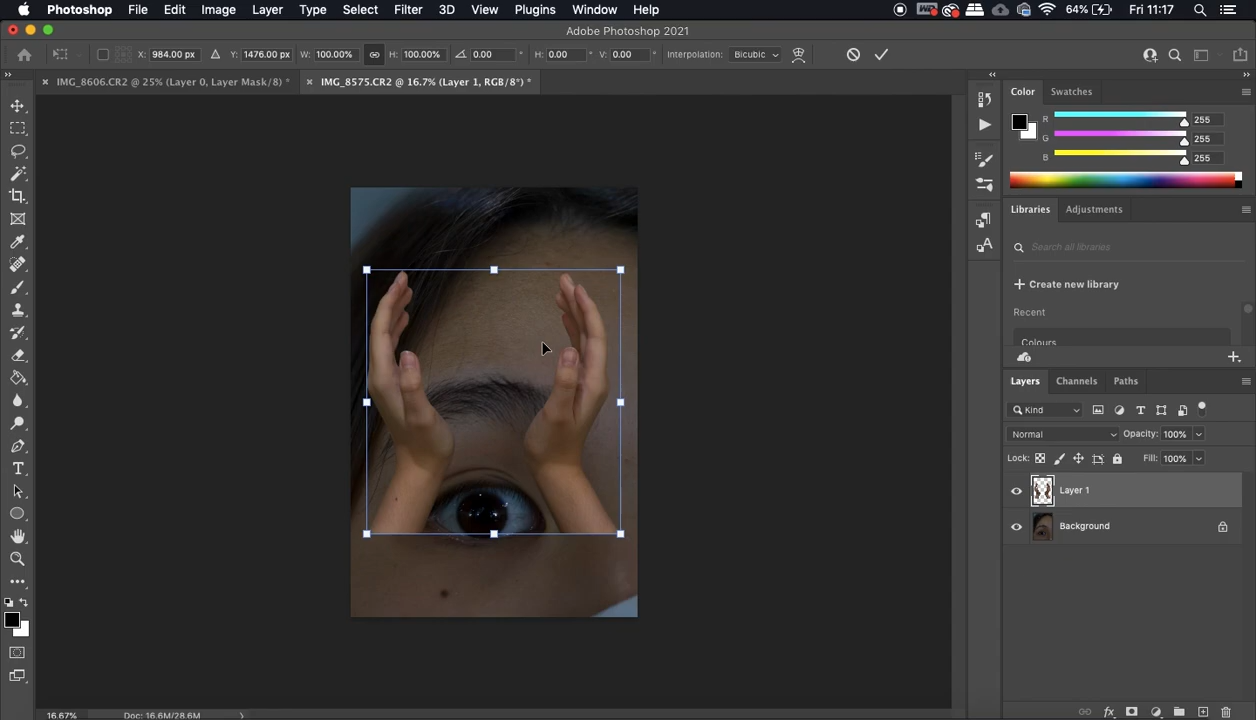 Photoshop File Edit Image Layer Type Select Filter 3D View Plugins Window Help 64% Fri 11:17
Adobe Photoshop 2021
X: 984.00 px Y: 1476.00 px W: 100.00% H: 100.00% 0.00 ° H: 0.00 ° V: 0.00 ° Interpolation: Bicubic
IMG_8606.CR2 @ 25% (Layer 0, Layer Mask/8) * IMG_8575.CR2 @ 16.7% (Layer 1, RGB/8*) *
Color Swatches
R 255
G 255
B 255
Libraries Adjustments
Search all libraries
Create new library
Recent
Colours
Layers Channels Paths
Kind
Normal Opacity: 100%
Lock: Fill: 100%
Layer 1
Background
16.67% Doc: 16.6M/28.6M